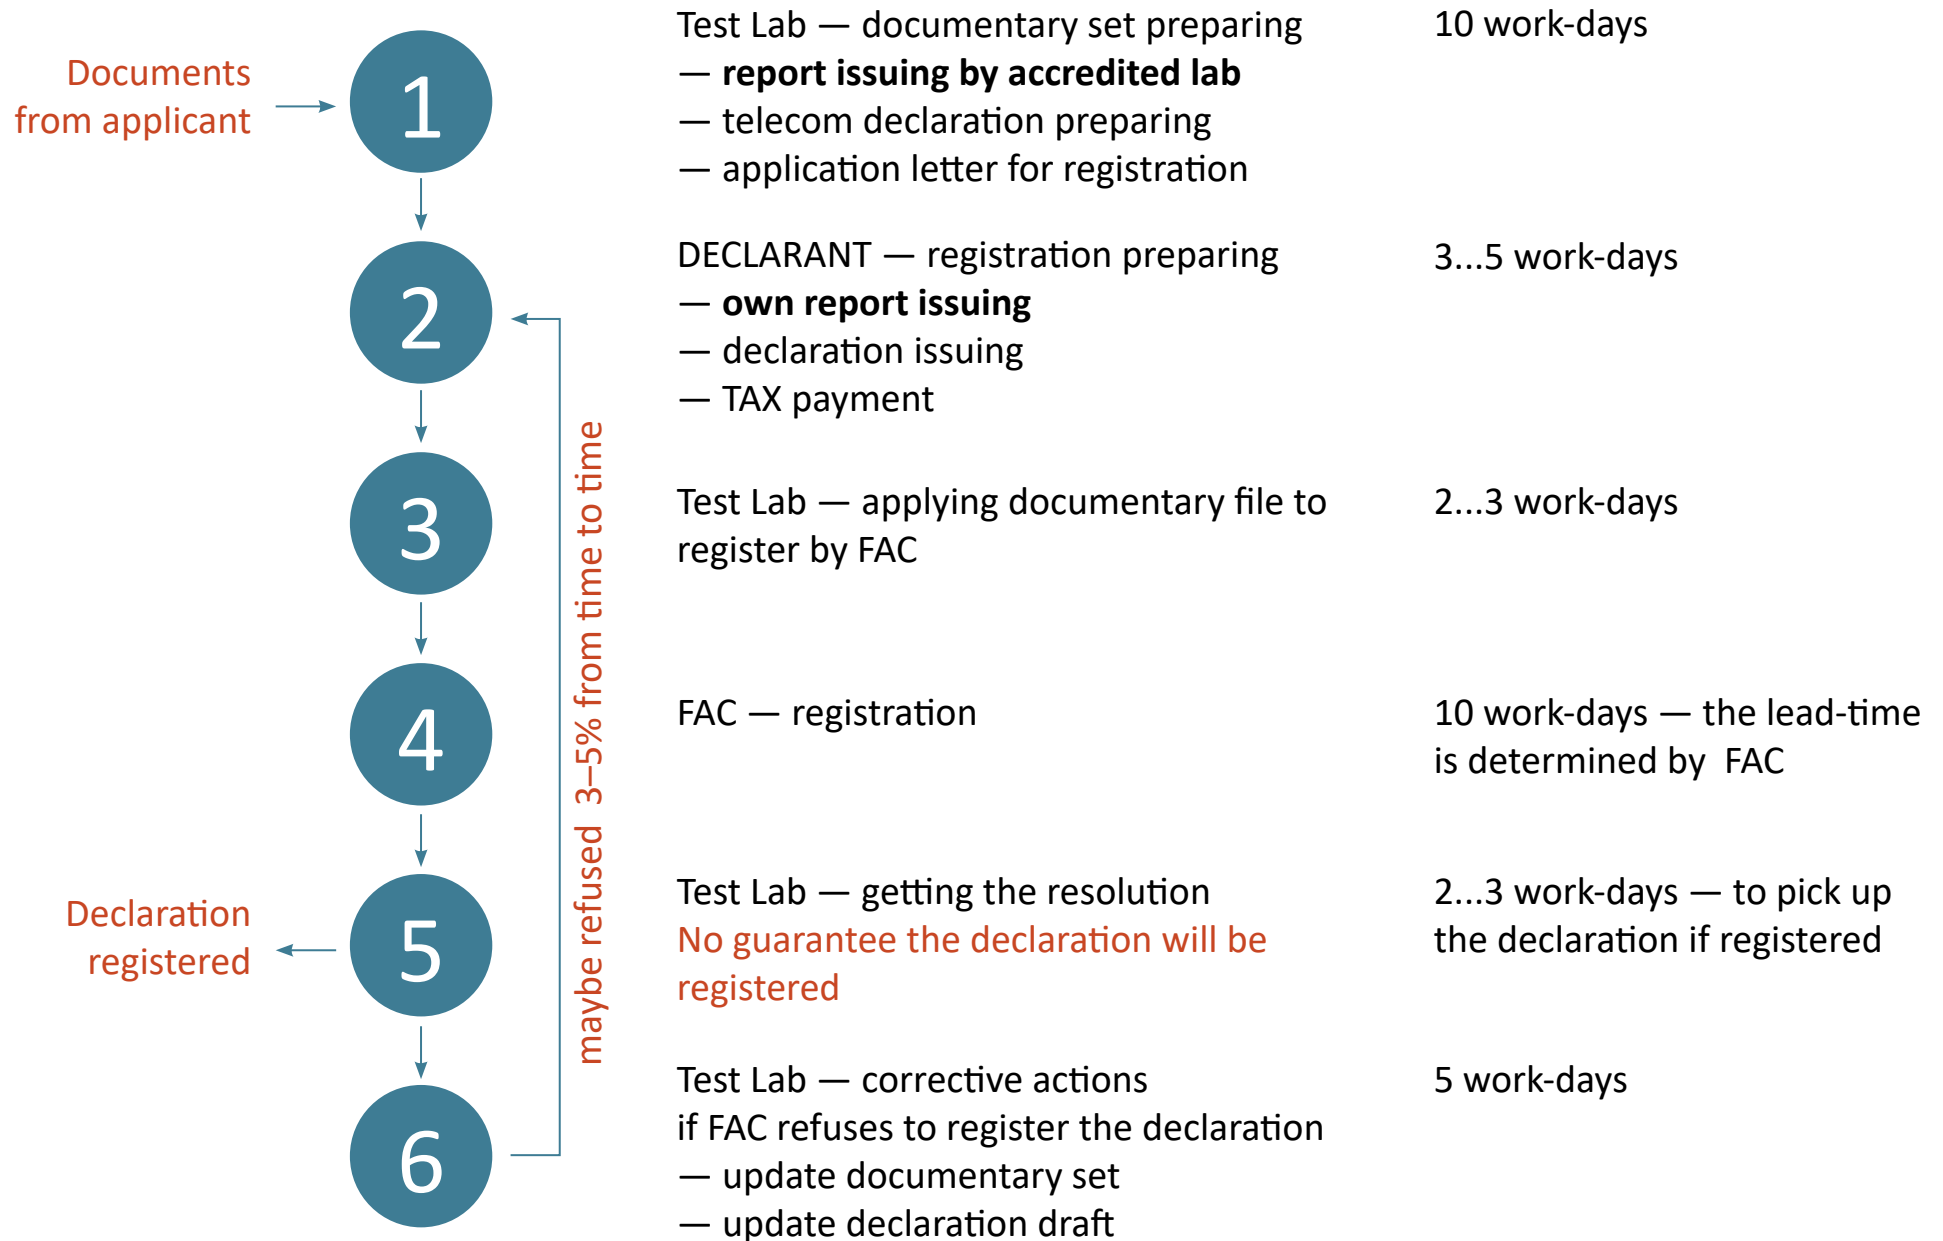 Documents
from applicant
1
Test Lab — documentary set preparing
— report issuing by accredited lab
— telecom declaration preparing
— application letter for registration
10 work-days
2
DECLARANT — registration preparing
— own report issuing
— declaration issuing
— TAX payment
3...5 work-days
3
Test Lab — applying documentary file to
register by FAC
2...3 work-days
maybe refused 3–5% from time to time
4
FAC — registration
10 work-days — the lead-time
is determined by FAC
Declaration
registered
5
Test Lab — getting the resolution
No guarantee the declaration will be
registered
2...3 work-days — to pick up
the declaration if registered
6
Test Lab — corrective actions
if FAC refuses to register the declaration
— update documentary set
— update declaration draft
5 work-days